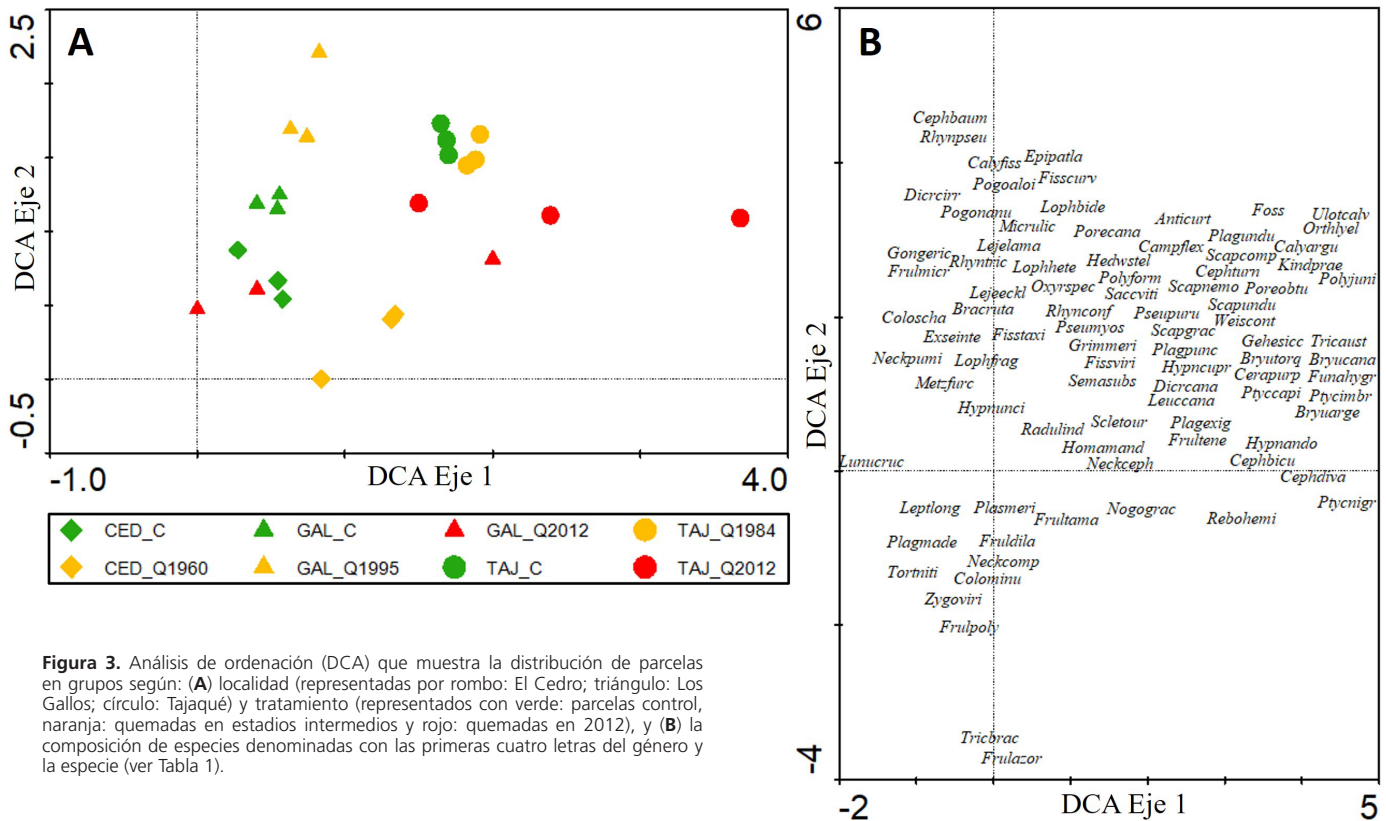 A
2.5
DCA Eje 2
-0.5
-1.0
DCA Eje 1
4.0
CED_C
GAL_C
GAL_Q2012
TAJ_Q1984
CED_Q1960
GAL_Q1995
TAJ_C
TAJ_Q2012
Figura 3. Análisis de ordenación (DCA) que muestra la distribución de parcelas
en grupos según: (A) localidad (representadas por rombo: El Cedro; triángulo: Los
Gallos; círculo: Tajaqué) y tratamiento (representados con verde: parcelas control,
naranja: quemadas en estadios intermedios y rojo: quemadas en 2012), y (B) la
composición de especies denominadas con las primeras cuatro letras del género y
la especie (ver Tabla 1).
B
6
DCA Eje 2
-4
-2
DCA Eje 1
5
Cephbaum
Rhynpseu
Calyfiss
Epipatla
Pogoaloi
Fisscurv
Dicrcirr
Pogonanu
Lophbide
Micrulic
Porecana
Anticurt
Foss
Ulotcalv
Orthlyel
Plagundu
Lejelama
Campflex
Calyargu
Gongeric
Rhyntric
Lophhete
Hedwstel
Scapcomp
Kindprae
Frulmicr
Cephturn
Polyjuni
Polyform
Oxyrspec
Scapnemo
Poreobtu
Lejeeckl
Saccviti
Scapundu
Bracruta
Rhynconf
Pseupuru
Coloscha
Weiscont
Pseumyos
Scapgrac
Exseinte
Fisstaxi
Grimmeri
Plagpunc
Gehesicc
Tricaust
Neckpumi
Lophfrag
Fissviri
Hypncupr
Bryutorq
Bryucana
Metzfurc
Semasubs
Dicrcana
Cerapurp
Funahygr
Leuccana
Ptyccapi
Ptycimbr
Hypnunci
Bryuarge
Radulind
Scletour
Plagexig
Homamand
Frultene
Hypnando
Lunucruc
Neckceph
Cephbicu
Cephdiva
Leptlong
Plasmeri
Frultama
Nogograc
Rebohemi
Ptycnigr
Plagmade
Fruldila
Tortniti
Neckcomp
Colominu
Zygoviri
Frulpoly
Tricbrac
Frulazor